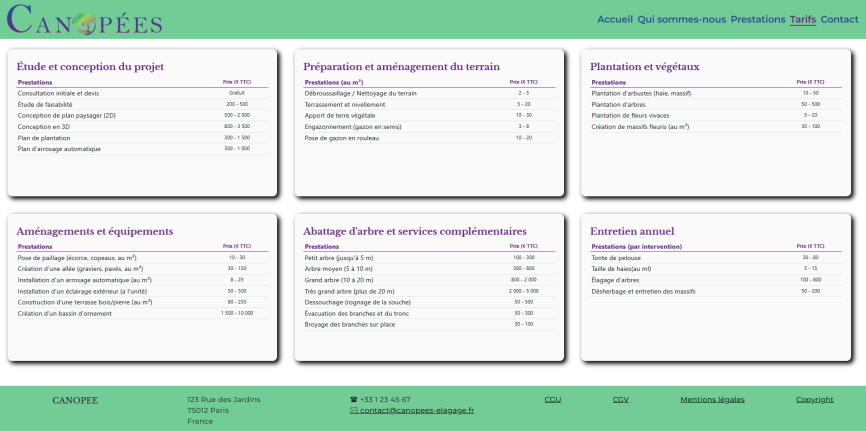 CANOPÉES
Accueil Qui sommes-nous Prestations Tarifs Contact
Étude et conception du projet
Prestations Prix (€ TTC)
Consultation initiale et devis Gratuit
Étude de faisabilité 200 - 500
Conception de plan paysager (2D) 500 - 2 000
Conception en 3D 800 - 3 500
Plan de plantation 300 - 1 500
Plan d'arrosage automatique 300 - 1 000
Préparation et aménagement du terrain
Prestations (au m²) Prix (€ TTC)
Débroussaillage / Nettoyage du terrain 2 - 5
Terrassement et nivellement 5 - 20
Apport de terre végétale 10 - 30
Engazonnement (gazon en semis) 3 - 8
Pose de gazon en rouleau 10 - 20
Plantation et végétaux
Prestations Prix (€ TTC)
Plantation d'arbustes (haie, massif) 10 - 50
Plantation d'arbres 50 - 500
Plantation de fleurs vivaces 5 - 20
Création de massifs fleuris (au m²) 30 - 100
Aménagements et équipements
Prestations Prix (€ TTC)
Pose de paillage (écorce, copeaux, au m²) 10 - 30
Création d'une allée (graviers, pavés, au m²) 30 - 150
Installation d'un arrosage automatique (au m²) 8 - 25
Installation d'un éclairage extérieur (a l'unité) 50 - 500
Construction d'une terrasse bois/pierre (au m²) 80 - 250
Création d'un bassin d'ornement 1 500 - 10 000
Abattage d'arbre et services complémentaires
Prestations Prix (€ TTC)
Petit arbre (jusqu'à 5 m) 100 - 300
Arbre moyen (5 à 10 m) 300 - 800
Grand arbre (10 à 20 m) 800 - 2 000
Très grand arbre (plus de 20 m) 2 000 - 5 000
Dessouchage (rognage de la souche) 50 - 500
Évacuation des branches et du tronc 50 - 300
Broyage des branches sur place 30 - 100
Entretien annuel
Prestations (par intervention) Prix (€ TTC)
Tonte de pelouse 30 - 80
Taille de haies(au ml) 5 - 15
Élagage d'arbres 100 - 800
Désherbage et entretien des massifs 50 - 200
CANOPEE
123 Rue des Jardins
75012 Paris
France
☎ +33 1 23 45 67
🖂 contact@canopees-elagage.fr
CGU
CGV
Mentions légales
Copyright